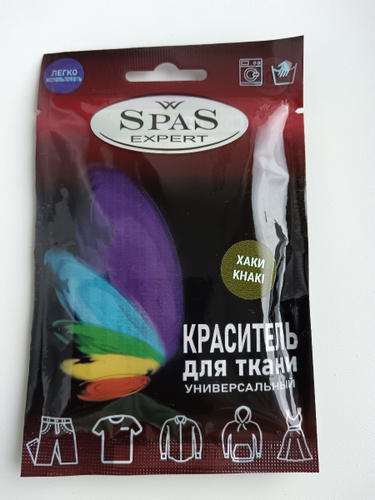 ЛЕГКО
ИСПОЛЬЗОВАТЬ
SPAS
EXPERT
ХАКИ
KHAKI
КРАСИТЕЛЬ
ДЛЯ ТКАНИ
УНИВЕРСАЛЬНЫЙ